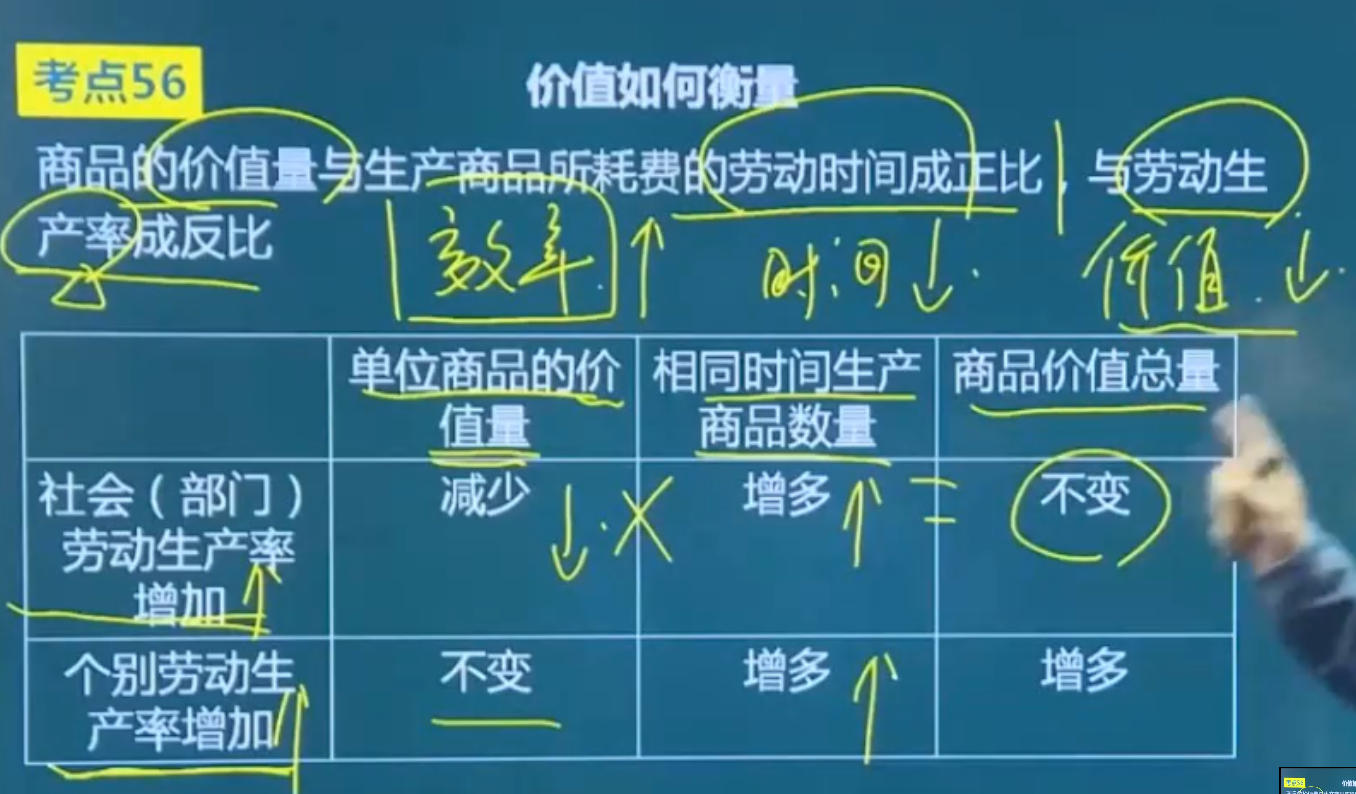 考点56
价值如何衡量
商品的价值量与生产商品所耗费的劳动时间成正比，与劳动生
产率成反比
效率 时间 价值
单位商品的价
值量
相同时间生产
商品数量
商品价值总量
社会（部门）
劳动生产率
增加
减少
增多
不变
个别劳动生
产率增加
不变
增多
增多